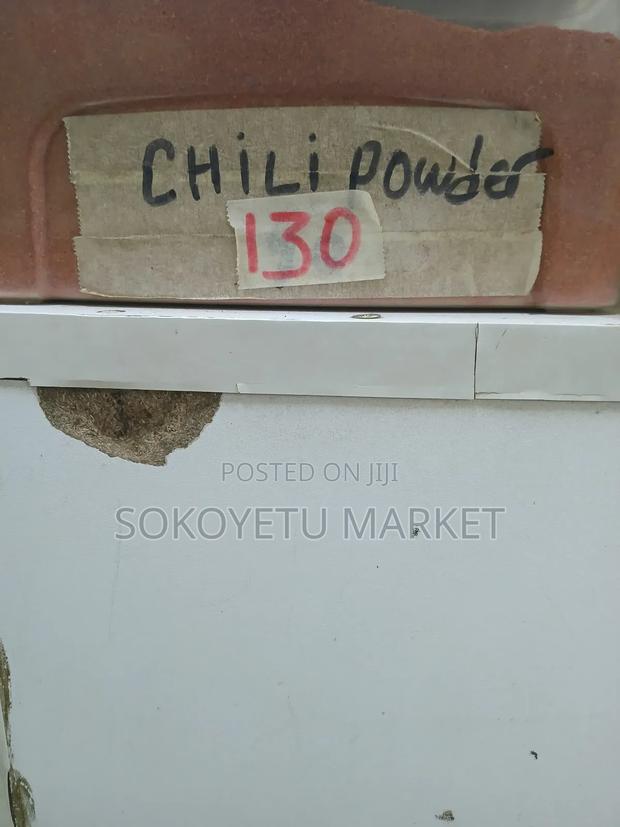 CHiLi Powder
130
POSTED ON JIJI
SOKOYETU MARKET